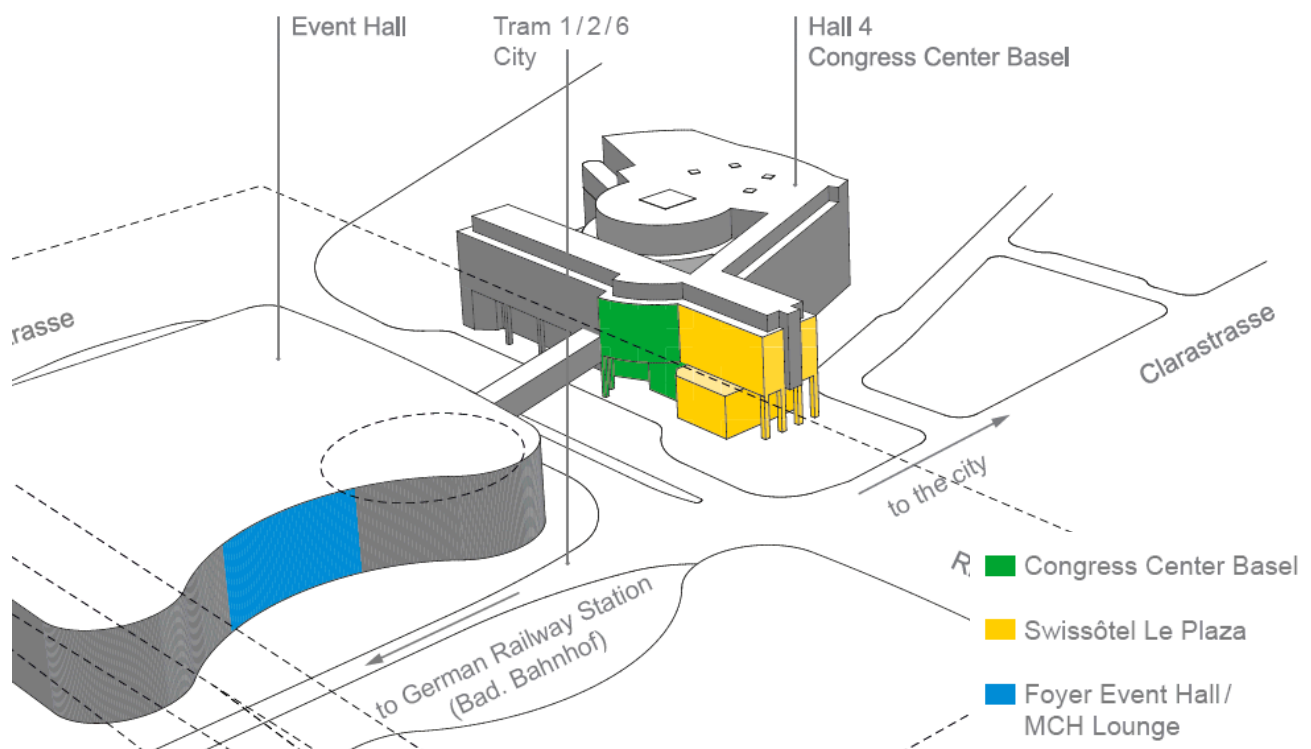 Event Hall
Tram 1/2/6
City
Hall 4
Congress Center Basel
rasse
Clarastrasse
to the city
to German Railway Station
(Bad. Bahnhof)
R
Congress Center Basel
Swissôtel Le Plaza
Foyer Event Hall/
MCH Lounge